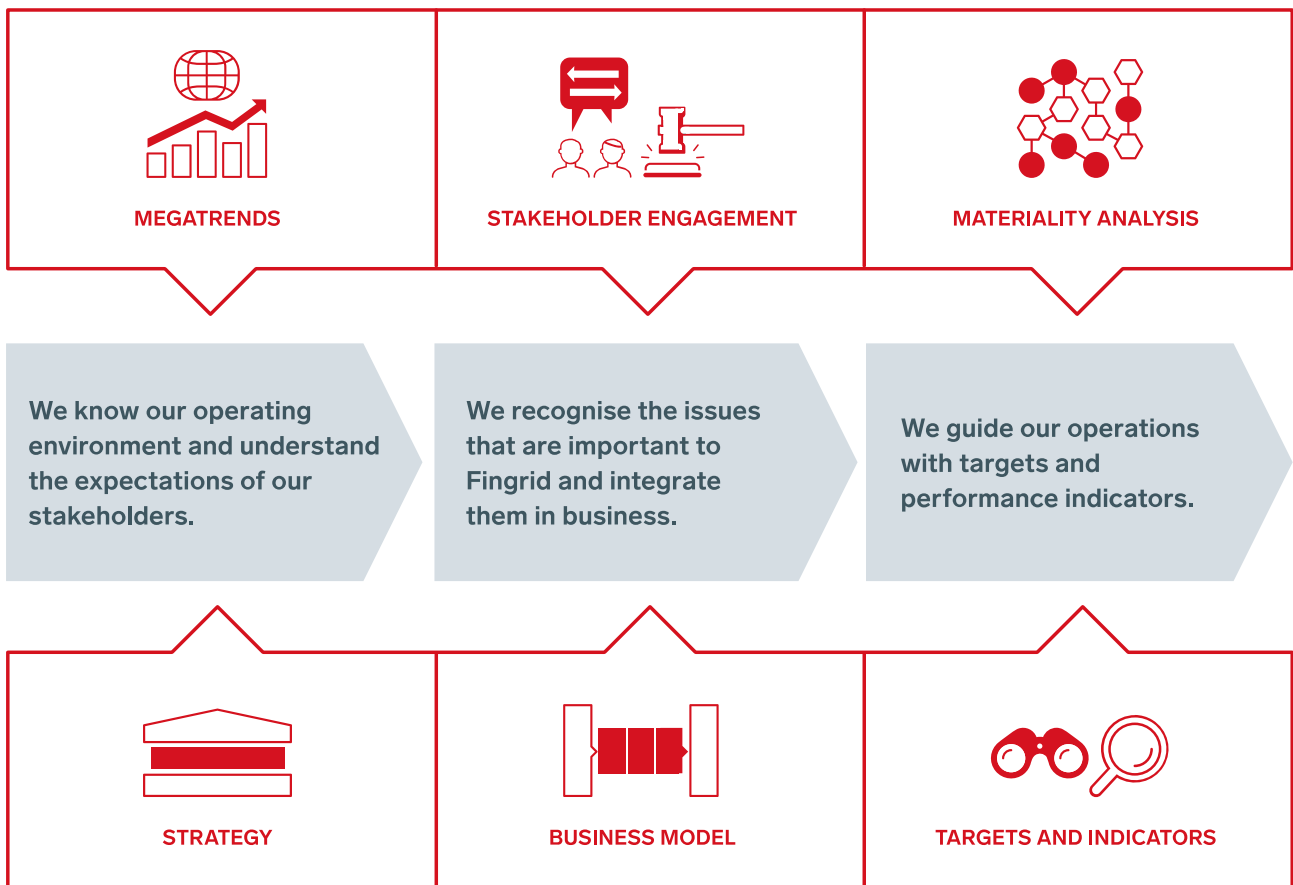 MEGATRENDS
STAKEHOLDER ENGAGEMENT
MATERIALITY ANALYSIS
We know our operating
environment and understand
the expectations of our
stakeholders.
We recognise the issues
that are important to
Fingrid and integrate
them in business.
We guide our operations
with targets and
performance indicators.
STRATEGY
BUSINESS MODEL
TARGETS AND INDICATORS